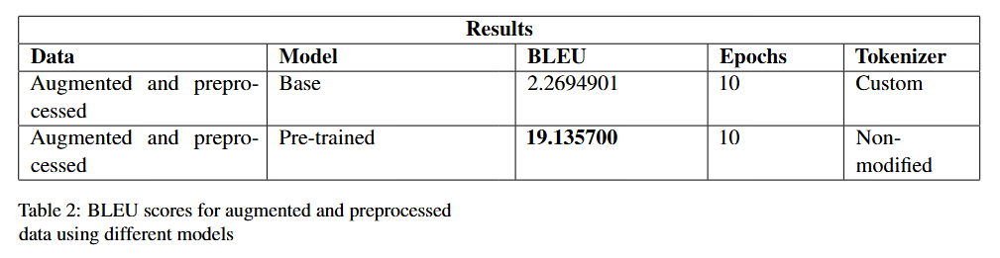 Results
Data Model BLEU Epochs Tokenizer
Augmented and prepro- Base 2.2694901 10 Custom
cessed
Augmented and prepro- Pre-trained 19.135700 10 Non-
cessed modified
Table 2: BLEU scores for augmented and preprocessed
data using different models